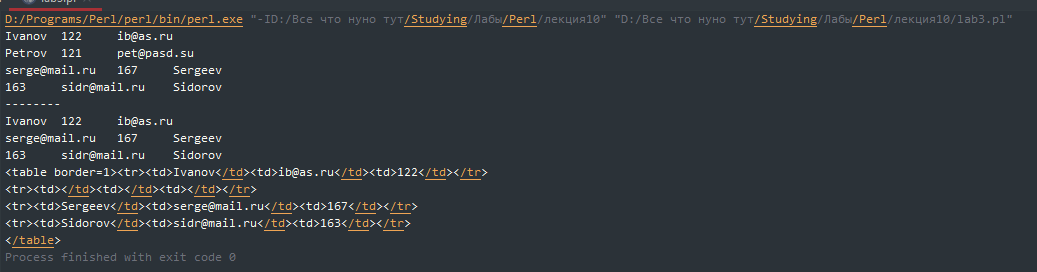 D:/Programs/Perl/perl/bin/perl.exe "-ID:/Все что нуно тут/Studying/Лабы/Perl/лекция10" "D:/Все что нуно тут/Studying/Лабы/Perl/лекция10/lab3.pl"
Ivanov 122 ib@as.ru
Petrov 121 pet@pasd.su
serge@mail.ru 167 Sergeev
163 sidr@mail.ru Sidorov
--------
Ivanov 122 ib@as.ru
serge@mail.ru 167 Sergeev
163 sidr@mail.ru Sidorov
<table border=1><tr><td>Ivanov</td><td>ib@as.ru</td><td>122</td></tr>
<tr><td></td><td></td><td></td></tr>
<tr><td>Sergeev</td><td>serge@mail.ru</td><td>167</td></tr>
<tr><td>Sidorov</td><td>sidr@mail.ru</td><td>163</td></tr>
</table>
Process finished with exit code 0